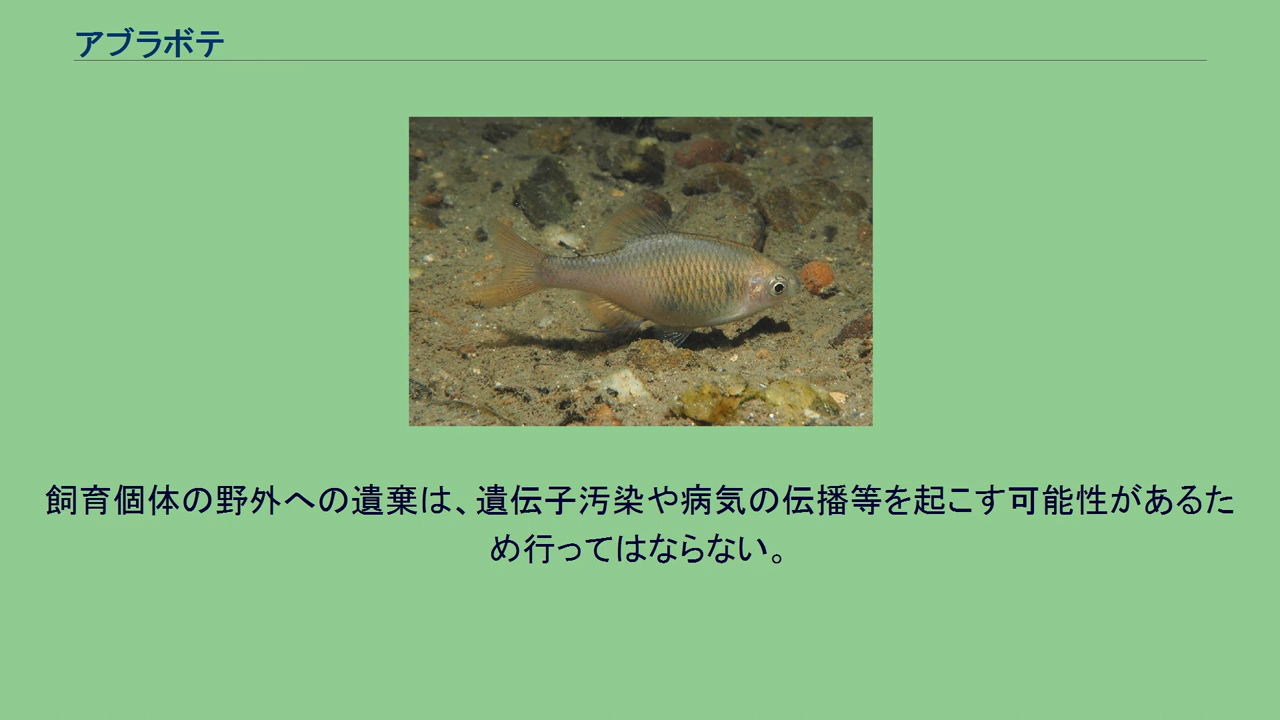 アブラボテ
飼育個体の野外への遺棄は、遺伝子汚染や病気の伝播等を起こす可能性があるた
め行ってはならない。